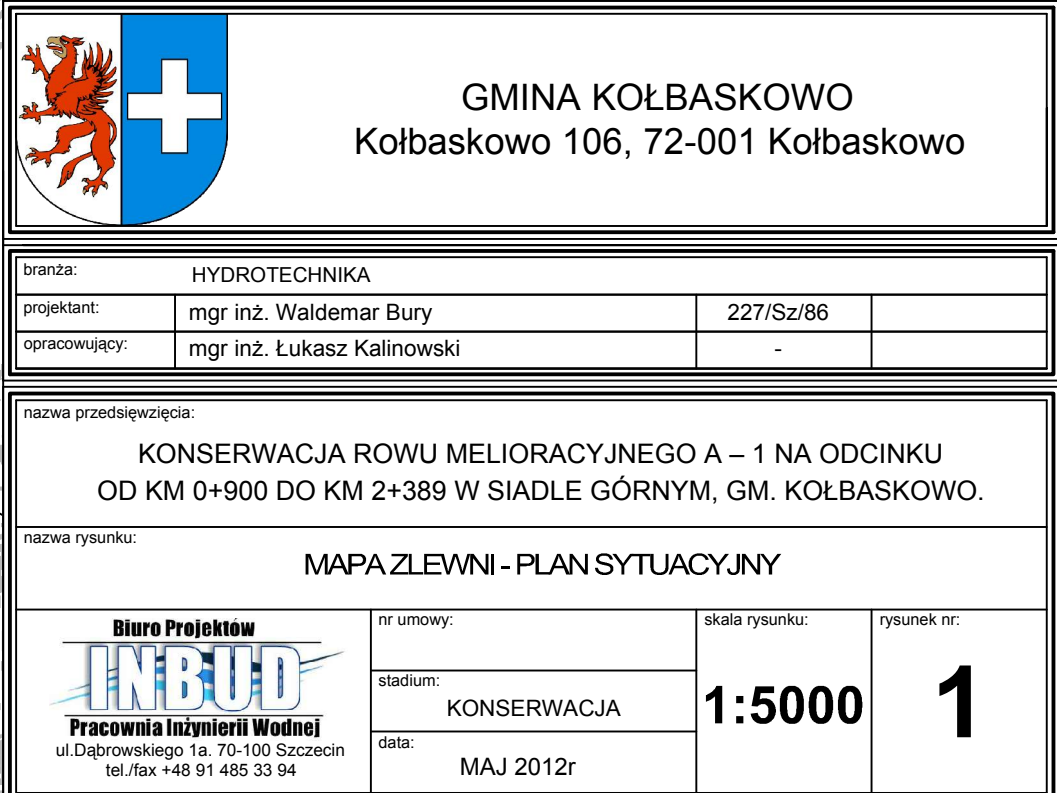 GMINA KOŁBASKOWO
Kołbaskowo 106, 72-001 Kołbaskowo
branża: HYDROTECHNIKA
projektant: mgr inż. Waldemar Bury 227/Sz/86
opracowujący: mgr inż. Łukasz Kalinowski -
nazwa przedsięwzięcia:
KONSERWACJA ROWU MELIORACYJNEGO A – 1 NA ODCINKU
OD KM 0+900 DO KM 2+389 W SIADLE GÓRNYM, GM. KOŁBASKOWO.
nazwa rysunku:
MAPA ZLEWNI - PLAN SYTUACYJNY
Biuro Projektów
INBUD
Pracownia Inżynierii Wodnej
ul.Dąbrowskiego 1a. 70-100 Szczecin
tel./fax +48 91 485 33 94
nr umowy:
stadium:
KONSERWACJA
data:
MAJ 2012r
skala rysunku:
1:5000
rysunek nr:
1